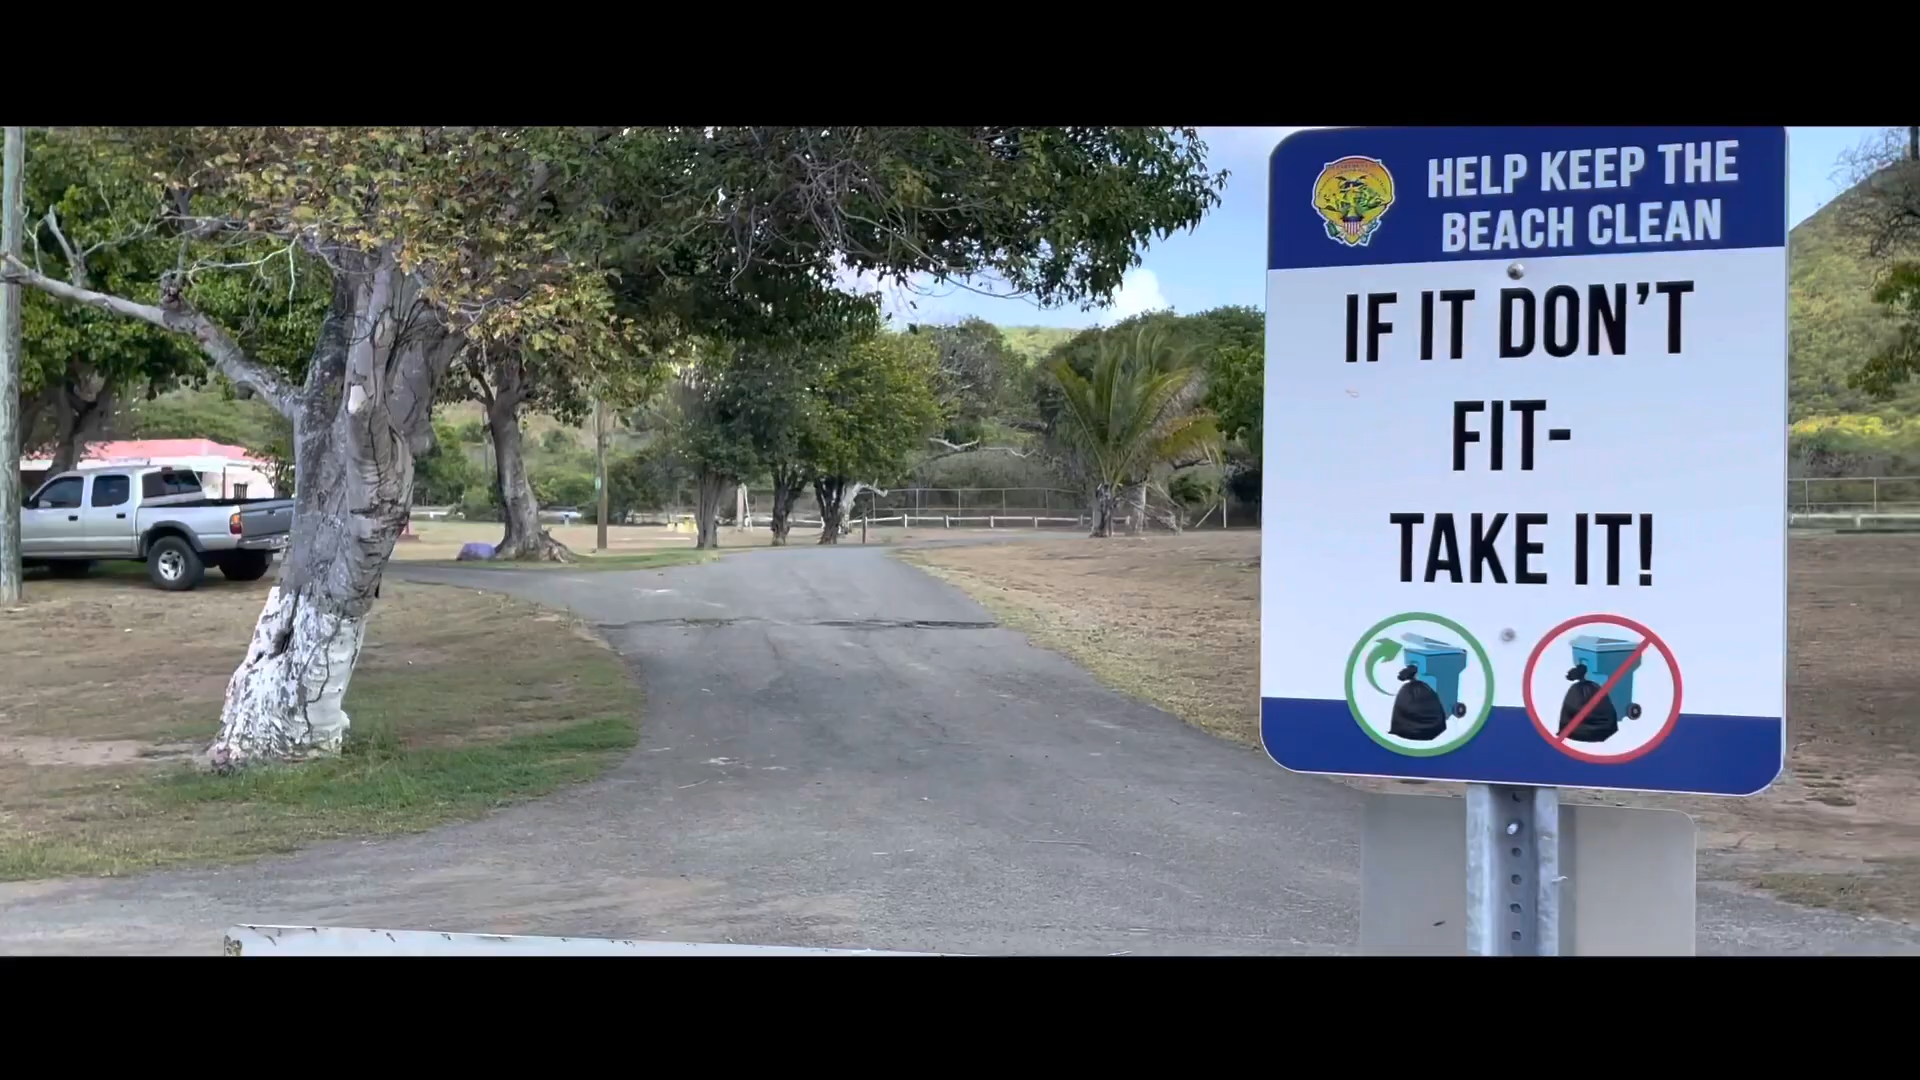 HELP KEEP THE
BEACH CLEAN
IF IT DON'T
FIT-
TAKE IT!